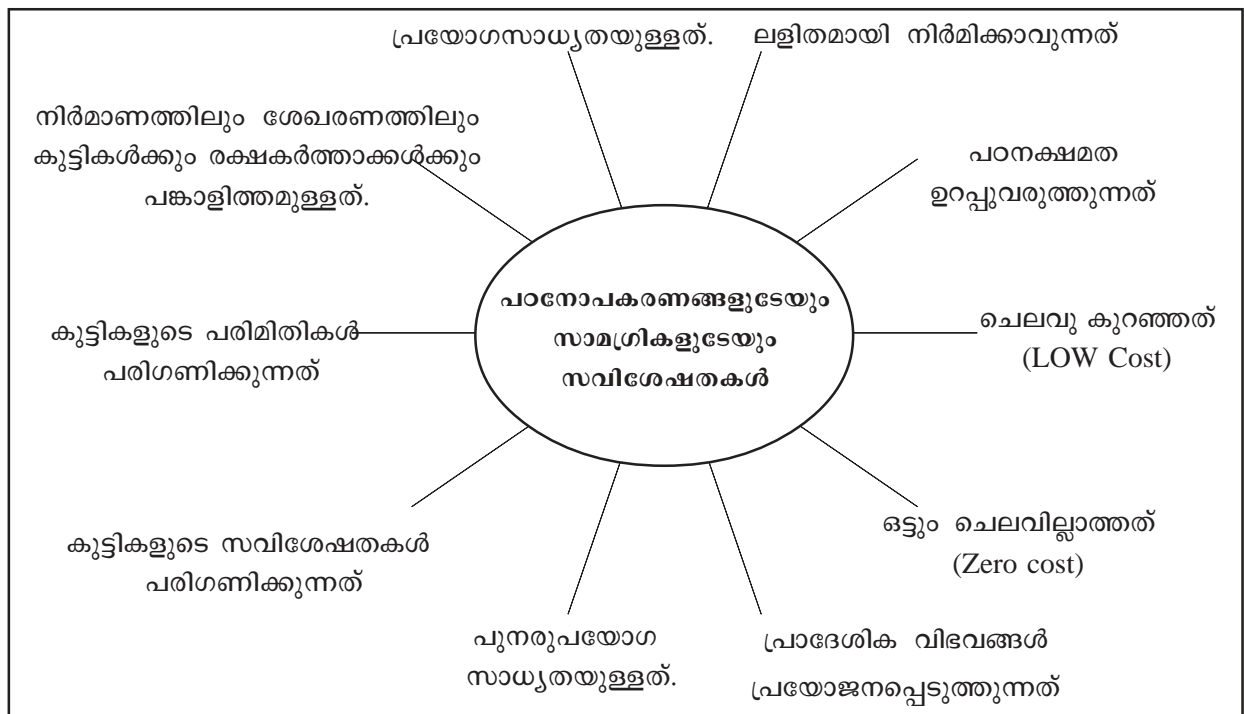 പ്രയോഗസാധ്യതയുള്ളത്.
ലളിതമായി നിർമിക്കാവുന്നത്
നിർമാണത്തിലും ശേഖരണത്തിലും
കുട്ടികൾക്കും രക്ഷകർത്താക്കൾക്കും
പങ്കാളിത്തമുള്ളത്.
പഠനക്ഷമത
ഉറപ്പുവരുത്തുന്നത്
പഠനോപകരണങ്ങളുടേയും
സാമഗ്രികളുടേയും
സവിശേഷതകൾ
കുട്ടികളുടെ പരിമിതികൾ
പരിഗണിക്കുന്നത്
ചെലവു കുറഞ്ഞത്
(LOW Cost)
കുട്ടികളുടെ സവിശേഷതകൾ
പരിഗണിക്കുന്നത്
ഒട്ടും ചെലവില്ലാത്തത്
(Zero cost)
പുനരുപയോഗ
സാധ്യതയുള്ളത്.
പ്രാദേശിക വിഭവങ്ങൾ
പ്രയോജനപ്പെടുത്തുന്നത്